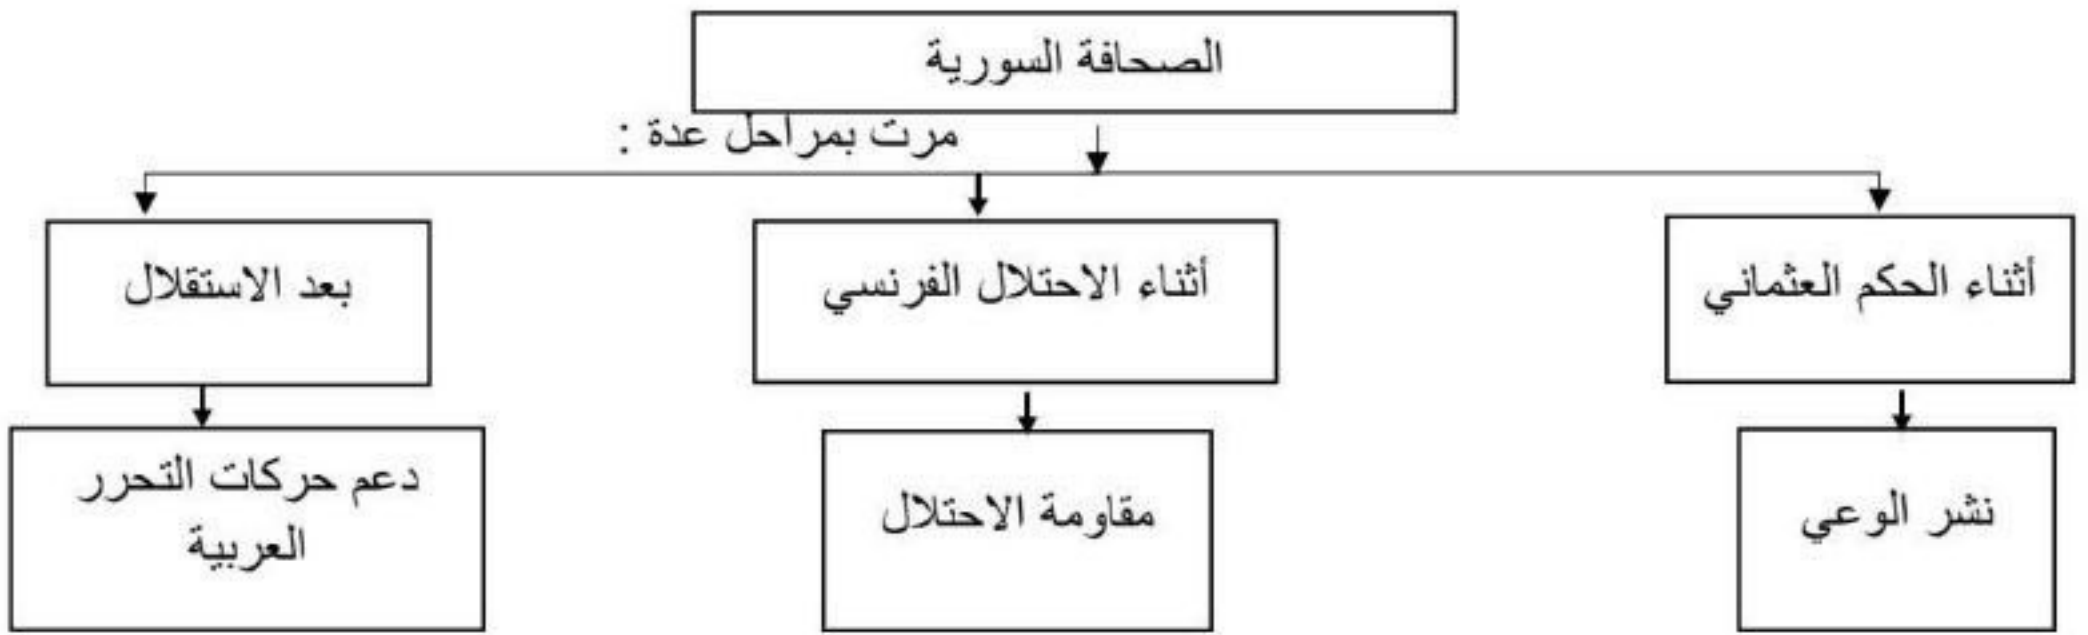 الصحافة السورية
مرت بمراحل عدة :
أثناء الحكم العثماني
أثناء الاحتلال الفرنسي
بعد الاستقلال
نشر الوعي
مقاومة الاحتلال
دعم حركات التحرر
العربية